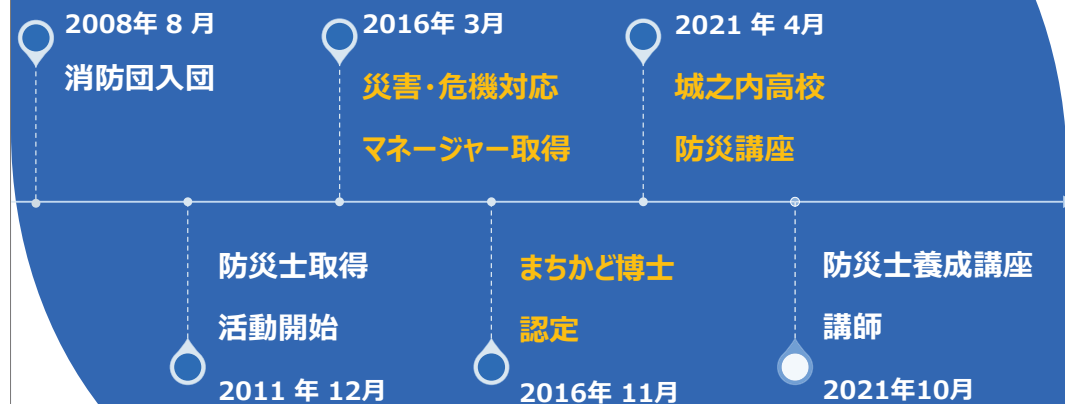 2008年 8 月
消防団入団
2016年 3月
災害・危機対応
マネージャー取得
2021 年 4月
城之内高校
防災講座
防災士取得
活動開始
2011 年 12月
まちかど博士
認定
2016年 11月
防災士養成講座
講師
2021年10月